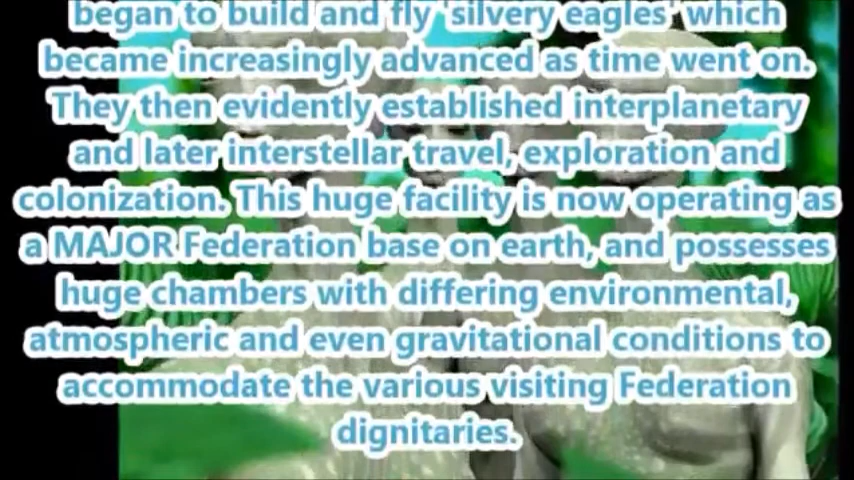 began to build and fly 'silvery eagles' which
became increasingly advanced as time went on.
They then evidently established interplanetary
and later interstellar travel, exploration and
colonization. This huge facility is now operating as
a MAJOR Federation base on earth, and possesses
huge chambers with differing environmental,
atmospheric and even gravitational conditions to
accommodate the various visiting Federation
dignitaries.